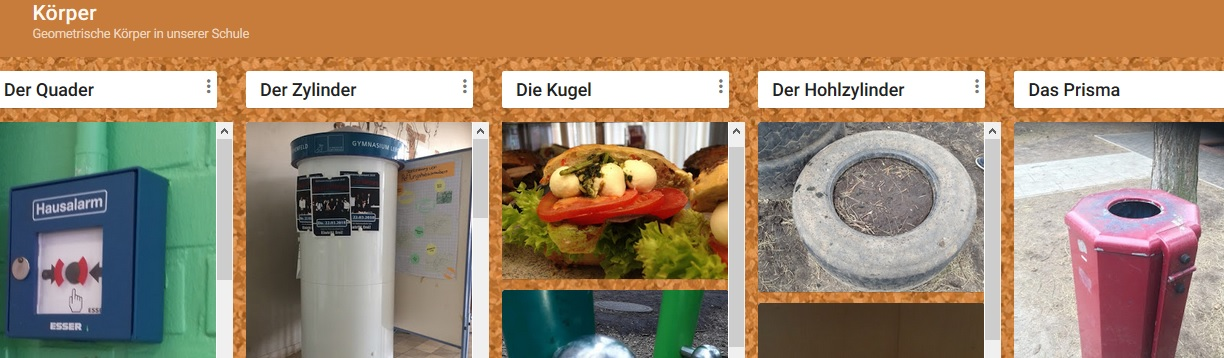 Körper
Geometrische Körper in unserer Schule
Der Quader
Der Zylinder
Die Kugel
Der Hohlzylinder
Das Prisma
Hausalarm
ESSER
GYMNASIUM